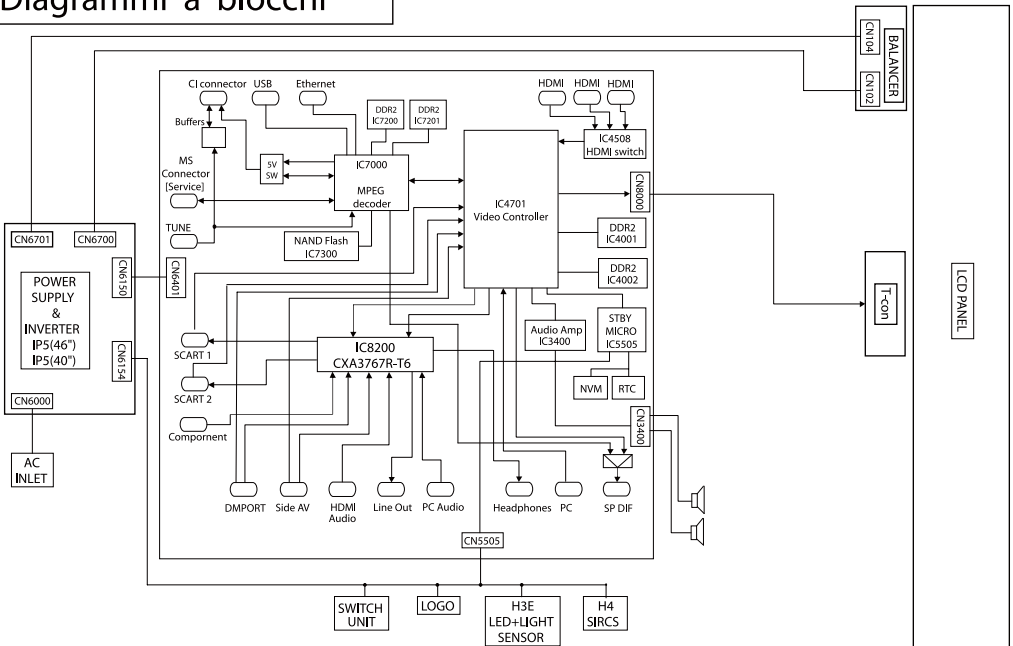 Diagrammi a blocchi
CN104
BALANCER
CN102
CI connector
USB
Ethernet
HDMI
HDMI
HDMI
Buffers
DDR2
IC7200
DDR2
IC7201
IC4508
HDMI switch
MS
Connector
[Service]
5V
SW
IC7000
MPEG
decoder
IC4701
Video Controller
CN8000
TUNE
NAND Flash
IC7300
DDR2
IC4001
DDR2
IC4002
CN6701
CN6700
CN6150
CN6401
POWER
SUPPLY
&
INVERTER
IP5(46")
IP5(40")
CN6154
CN6000
AC
INLET
T-con
LCD PANEL
SCART 1
SCART 2
Comportnent
IC8200
CXA3767R-T6
Audio Amp
IC3400
STBY
MICRO
IC5505
NVM
RTC
CN3400
DMPORT
Side AV
HDMI
Audio
Line Out
PC Audio
Headphones
PC
SP DIF
CN5505
SWITCH
UNIT
LOGO
H3E
LED+LIGHT
SENSOR
H4
SIRCS